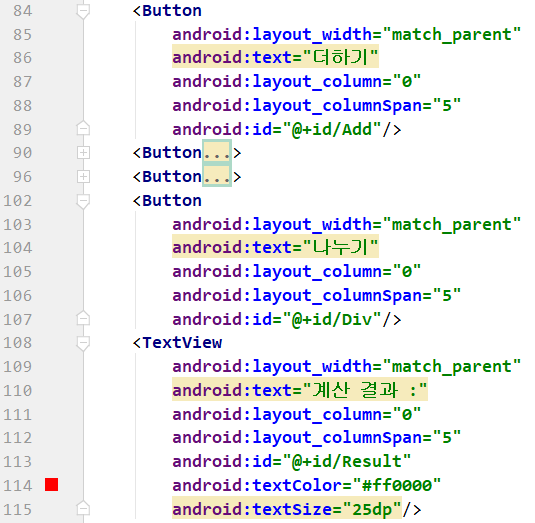 84 <Button
85 android:layout_width="match_parent"
86 android:text="더하기"
87 android:layout_column="0"
88 android:layout_columnSpan="5"
89 android:id="@+id/Add"/>
90 <Button...>
96 <Button...>
102 <Button
103 android:layout_width="match_parent"
104 android:text="나누기"
105 android:layout_column="0"
106 android:layout_columnSpan="5"
107 android:id="@+id/Div"/>
108 <TextView
109 android:layout_width="match_parent"
110 android:text="계산 결과 :"
111 android:layout_column="0"
112 android:layout_columnSpan="5"
113 android:id="@+id/Result"
114 android:textColor="#ff0000"
115 android:textSize="25dp"/>